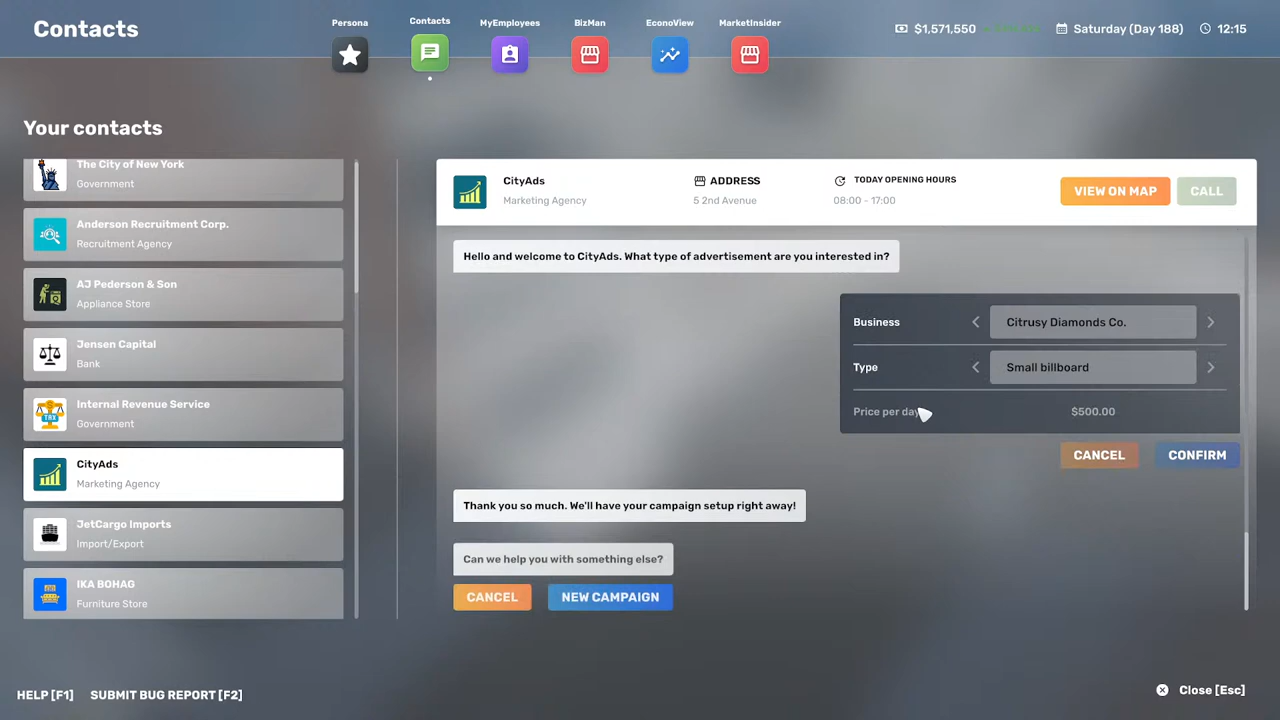 Contacts
Persona
Contacts
MyEmployees
BizMan
EconoView
MarketInsider
$1,571,550
Saturday (Day 188)
12:15
Your contacts
The City of New York
Government
Anderson Recruitment Corp.
Recruitment Agency
AJ Pederson & Son
Appliance Store
Jensen Capital
Bank
Internal Revenue Service
Government
CityAds
Marketing Agency
JetCargo Imports
Import/Export
IKA BOHAG
Furniture Store
CityAds
Marketing Agency
ADDRESS
5 2nd Avenue
TODAY OPENING HOURS
08:00 - 17:00
VIEW ON MAP
CALL
Hello and welcome to CityAds. What type of advertisement are you interested in?
Business
Citrusy Diamonds Co.
Type
Small billboard
Price per day
$500.00
CANCEL
CONFIRM
Thank you so much. We'll have your campaign setup right away!
Can we help you with something else?
CANCEL
NEW CAMPAIGN
HELP [F1]
SUBMIT BUG REPORT [F2]
Close [Esc]